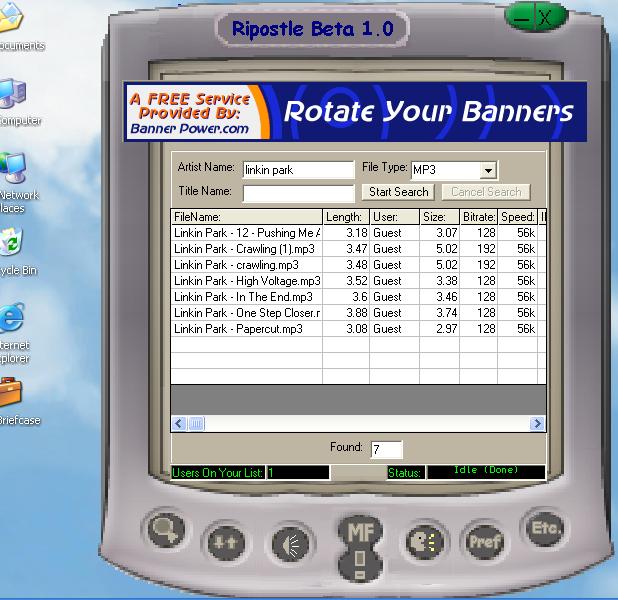 Ripostle Beta 1.0
– X
A FREE Service
Provided By:
Banner Power.com
Rotate Your Banners
Artist Name: linkin park File Type: MP3
Title Name: Start Search Cancel Search
FileName: Length: User: Size: Bitrate: Speed:
Linkin Park - 12 - Pushing Me 3.18 Guest 3.07 128 56k
Linkin Park - Crawling (1).mp3 3.47 Guest 5.02 192 56k
Linkin Park - crawling.mp3 3.48 Guest 5.02 192 56k
Linkin Park - High Voltage.mp3 3.52 Guest 3.38 128 56k
Linkin Park - In The End.mp3 3.6 Guest 3.46 128 56k
Linkin Park - One Step Closer.r 3.88 Guest 3.74 128 56k
Linkin Park - Papercut.mp3 3.08 Guest 2.97 128 56k
Found: 7
Users On Your List: 1 Status: Idle (Done)
MF
Pref
Etc.
ocuments
omputer
Network
laces
ycle Bin
ternet
plorer
riefcase